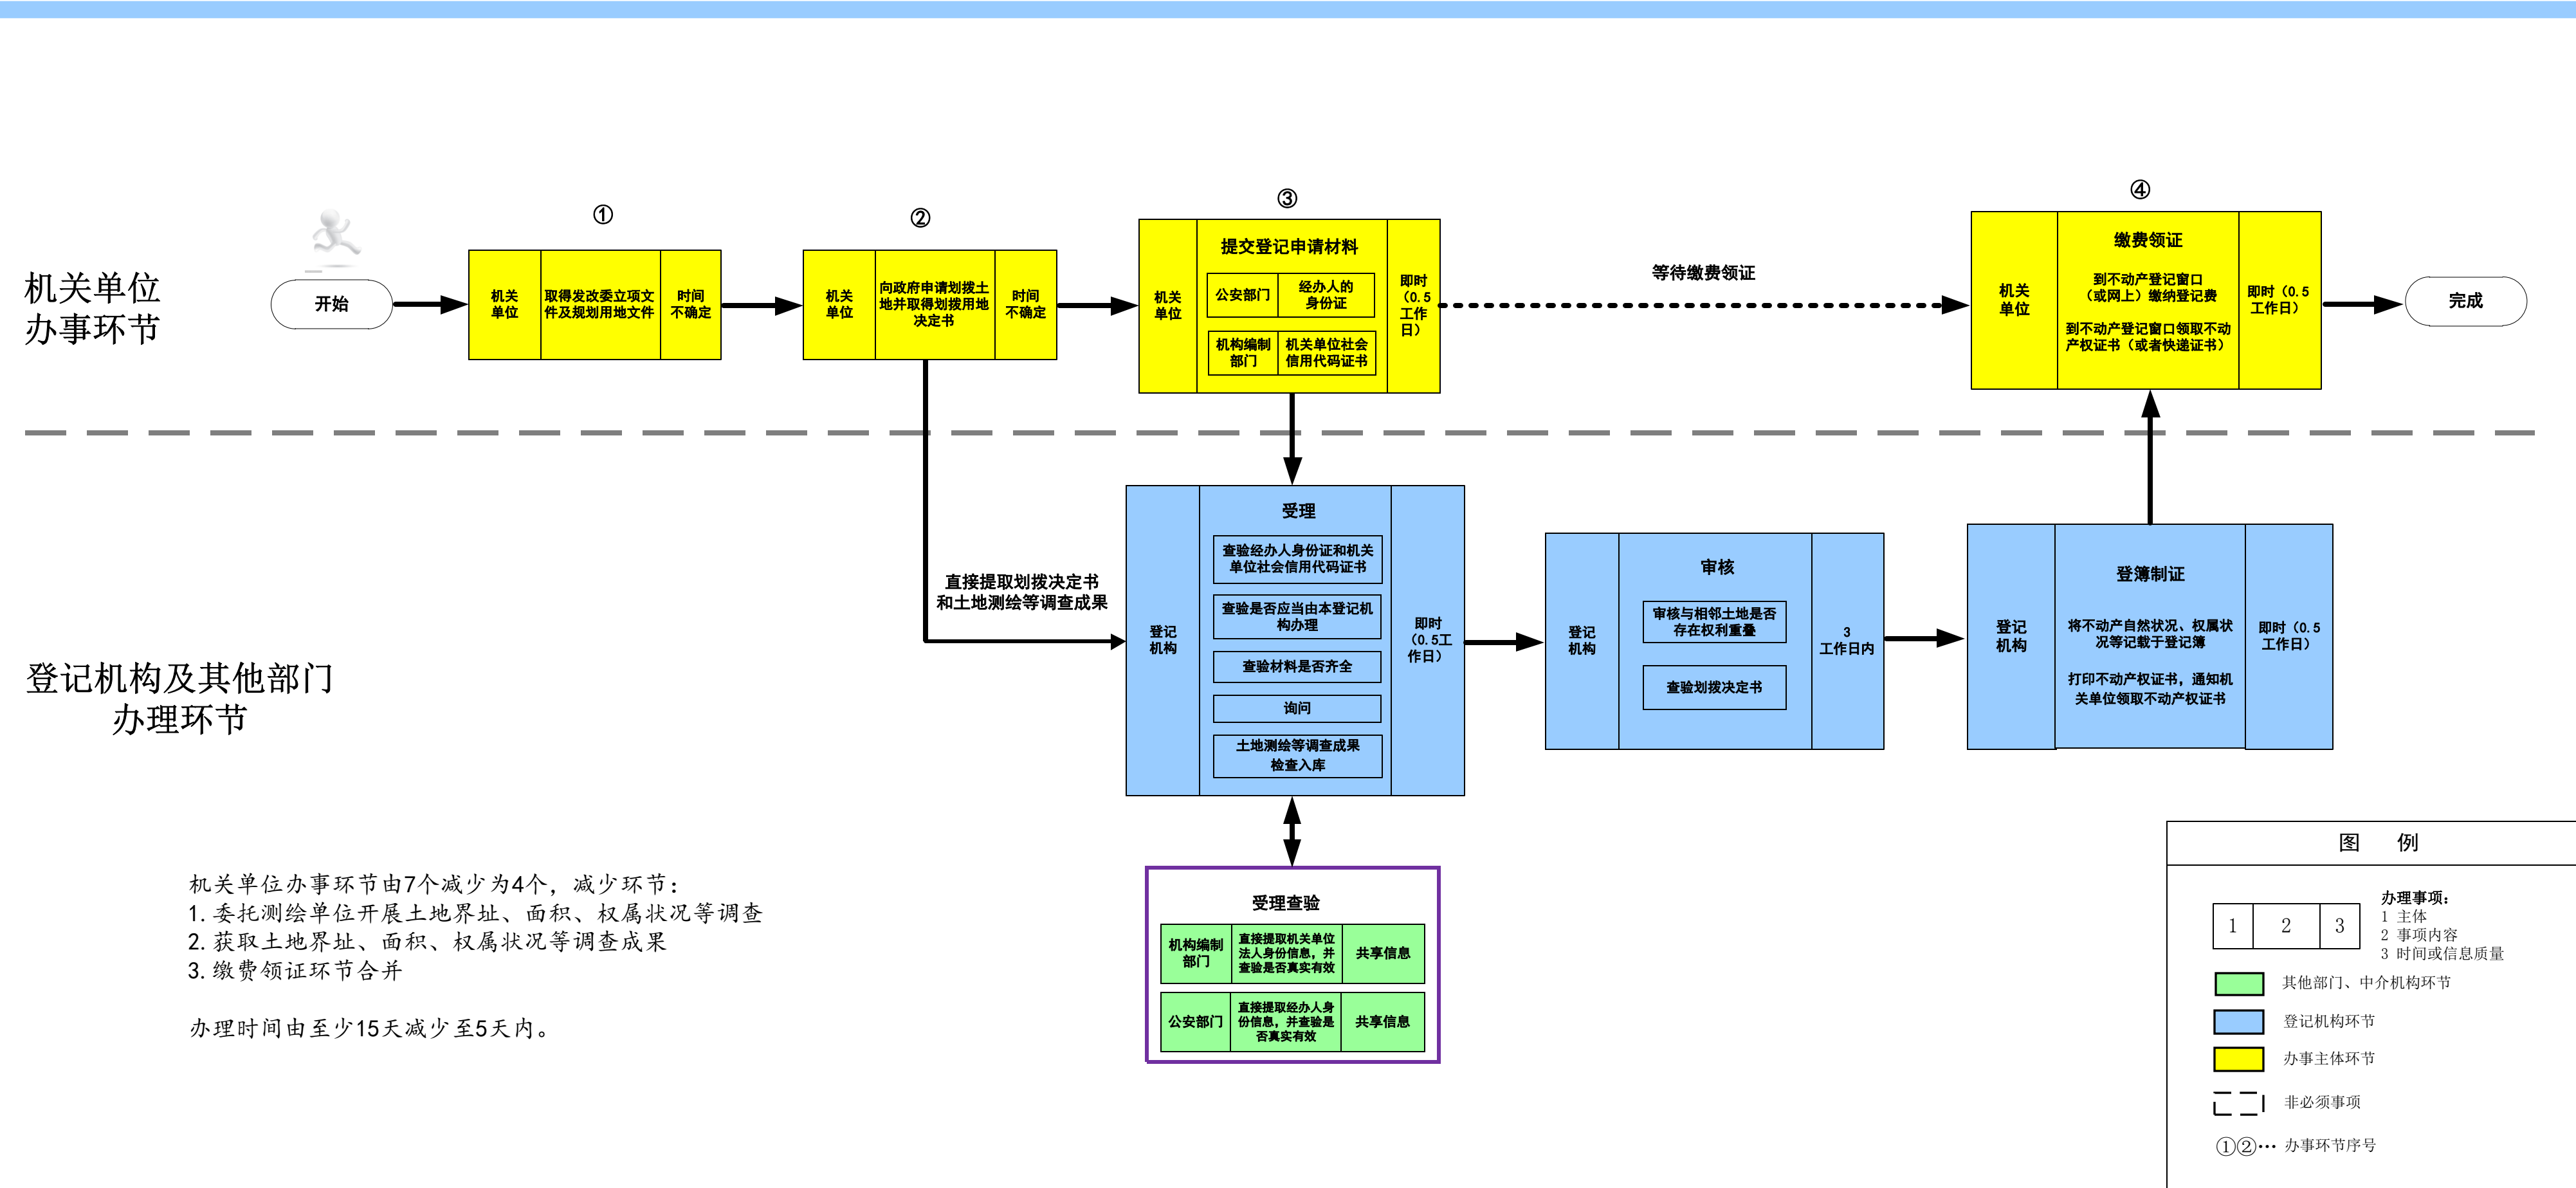 机关单位
办事环节
开始
①
机关
单位
取得发改委立项文
件及规划用地文件
时间
不确定
②
机关
单位
向政府申请划拨土
地并取得划拨用地
决定书
时间
不确定
③
机关
单位
提交登记申请材料
公安部门
经办人的
身份证
机构编制
部门
机关单位社会
信用代码证书
即时
(0.5
工作
日)
等待缴费领证
④
机关
单位
缴费领证
到不动产登记窗口
(或网上)缴纳登记费
到不动产登记窗口领取不动
产权证书(或者快递证书)
即时(0.5
工作日)
完成
登记机构及其他部门
办理环节
直接提取划拨决定书
和土地测绘等调查成果
登记
机构
受理
查验经办人身份证和机关
单位社会信用代码证书
查验是否应当由本登记机
构办理
查验材料是否齐全
询问
土地测绘等调查成果
检查入库
即时
(0.5工
作日)
登记
机构
审核
审核与相邻土地是否
存在权利重叠
查验划拨决定书
3
工作日内
登记
机构
登簿制证
将不动产自然状况、权属状
况等记载于登记簿
打印不动产权证书，通知机
关单位领取不动产权证书
即时(0.5
工作日)
受理查验
机构编制
部门
直接提取机关单位
法人身份信息，并
查验是否真实有效
共享信息
公安部门
直接提取经办人身
份信息，并查验是
否真实有效
共享信息
机关单位办事环节由7个减少为4个，减少环节：
1.委托测绘单位开展土地界址、面积、权属状况等调查
2.获取土地界址、面积、权属状况等调查成果
3.缴费领证环节合并
办理时间由至少15天减少至5天内。
图 例
1 2 3
办理事项：
1 主体
2 事项内容
3 时间或信息质量
其他部门、中介机构环节
登记机构环节
办事主体环节
非必须事项
①②… 办事环节序号